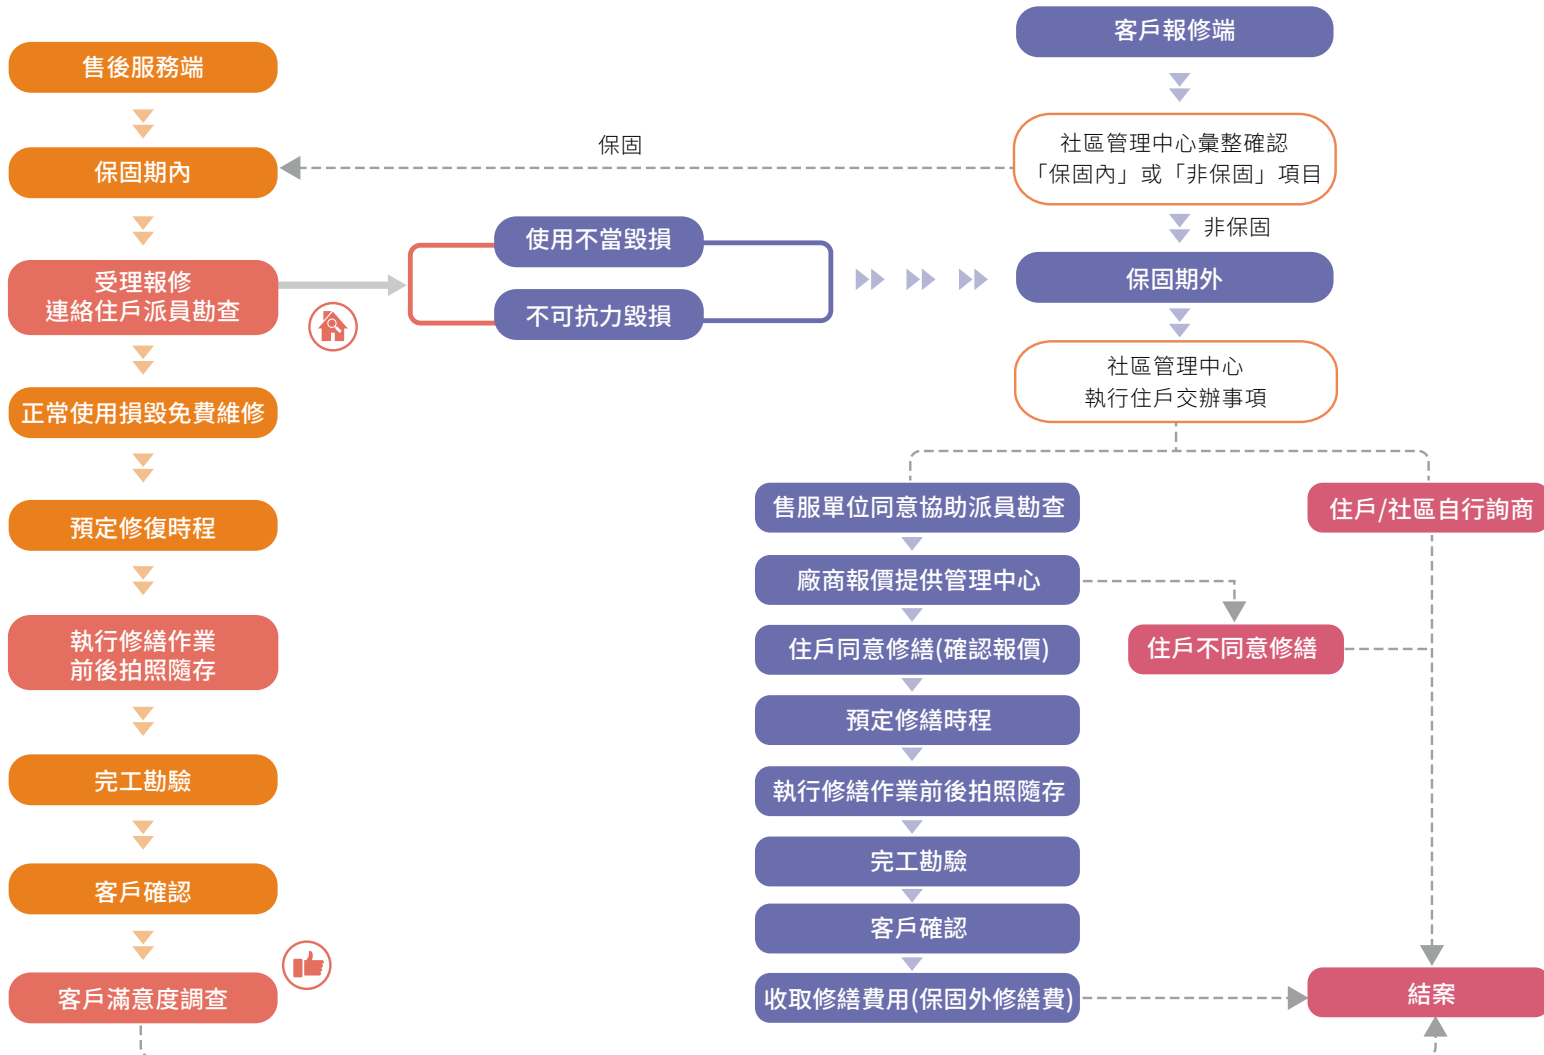 客戶報修端
售後服務端
社區管理中心彙整確認
「保固內」或「非保固」項目
保固
保固期內
非保固
使用不當毀損
不可抗力毀損
保固期外
受理報修
連絡住戶派員勘查
社區管理中心
執行住戶交辦事項
正常使用損毀免費維修
預定修復時程
執行修繕作業
前後拍照隨存
完工勘驗
客戶確認
客戶滿意度調查
售服單位同意協助派員勘查
住戶/社區自行詢商
廠商報價提供管理中心
住戶同意修繕(確認報價)
住戶不同意修繕
預定修繕時程
執行修繕作業前後拍照隨存
完工勘驗
客戶確認
收取修繕費用(保固外修繕費)
結案